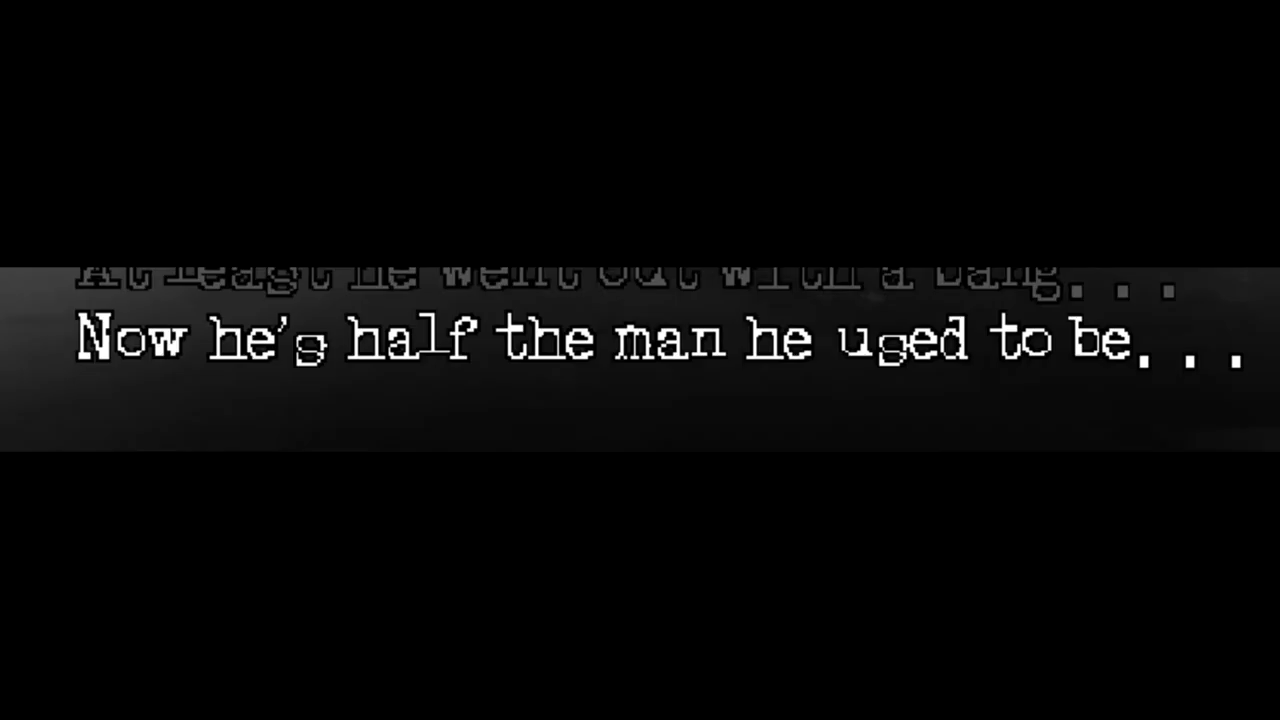 At least he went out with a bang. . .
Now he's half the man he used to be. . .